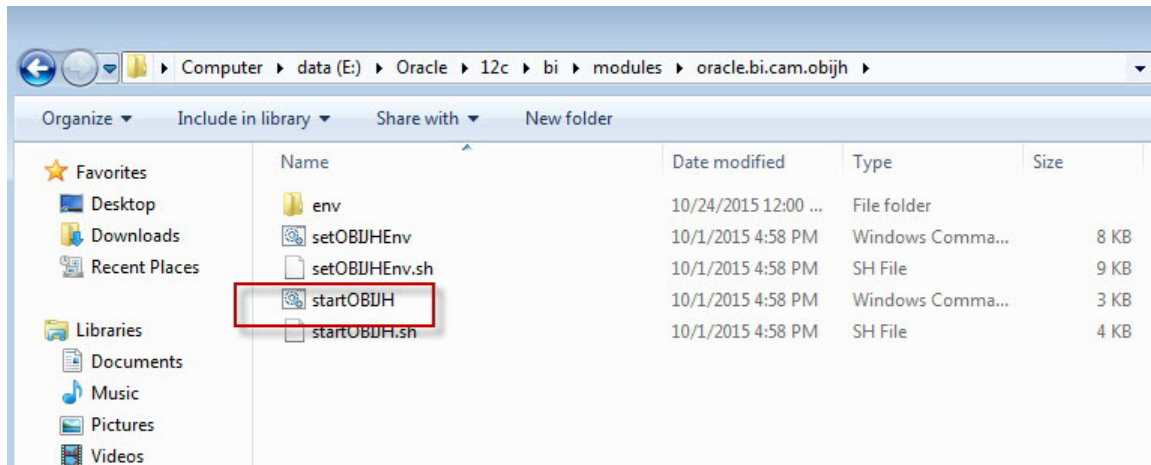 Computer ▸ data (E:) ▸ Oracle ▸ 12c ▸ bi ▸ modules ▸ oracle.bi.cam.obijh ▸
Organize Include in library Share with New folder
Favorites
Desktop
Downloads
Recent Places
Libraries
Documents
Music
Pictures
Videos
Name Date modified Type Size
env 10/24/2015 12:00 ... File folder
setOBIJHEnv 10/1/2015 4:58 PM Windows Comma... 8 KB
setOBIJHEnv.sh 10/1/2015 4:58 PM SH File 9 KB
startOBIJH 10/1/2015 4:58 PM Windows Comma... 3 KB
startOBIJH.sh 10/1/2015 4:58 PM SH File 4 KB